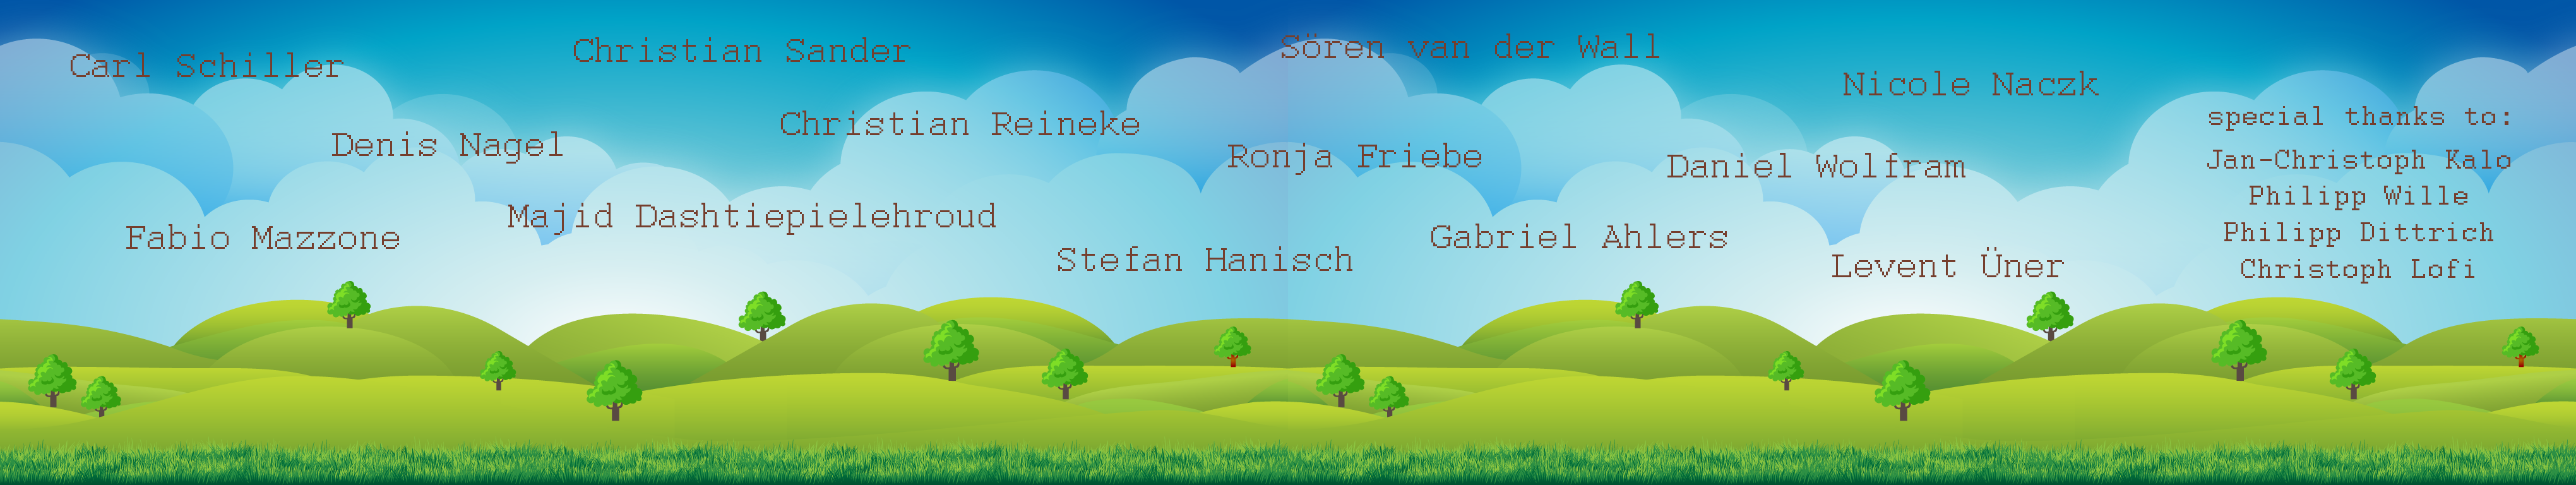 Carl Schiller
Christian Sander
Sören van der Wall
Nicole Naczk
Denis Nagel
Christian Reineke
Ronja Friebe
Daniel Wolfram
Fabio Mazzone
Majid Dashtiepielehroud
Stefan Hanisch
Gabriel Ahlers
Levent Üner
special thanks to:
Jan-Christoph Kalo
Philipp Wille
Philipp Dittrich
Christoph Lofi